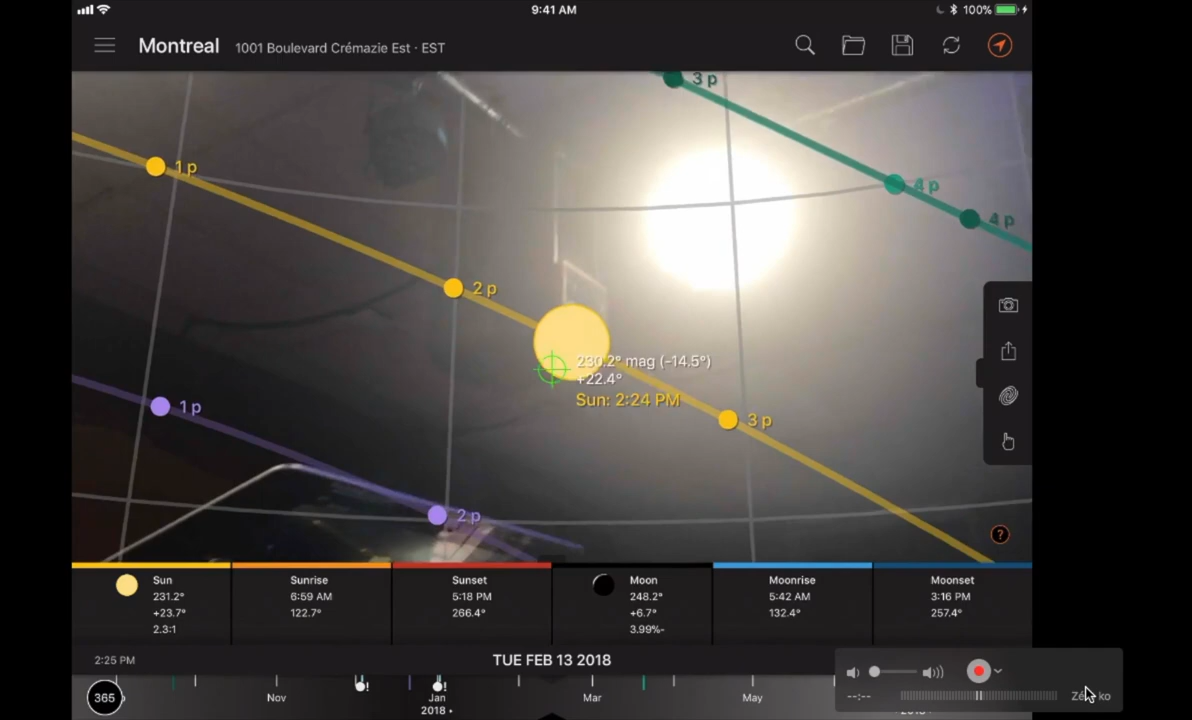 9:41 AM
100%
Montreal 1001 Boulevard Crémazie Est · EST
3 p
1 p
4 p
4 p
2 p
230.2° mag (-14.5°)
+22.4°
Sun: 2:24 PM
1 p
3 p
2 p
?
Sun
231.2°
+23.7°
2.3:1
Sunrise
6:59 AM
122.7°
Sunset
5:18 PM
266.4°
Moon
248.2°
+6.7°
3.99%-
Moonrise
5:42 AM
132.4°
Moonset
3:16 PM
257.4°
2:25 PM
TUE FEB 13 2018
365
Nov
Jan
2018
Mar
May
--:--
ko